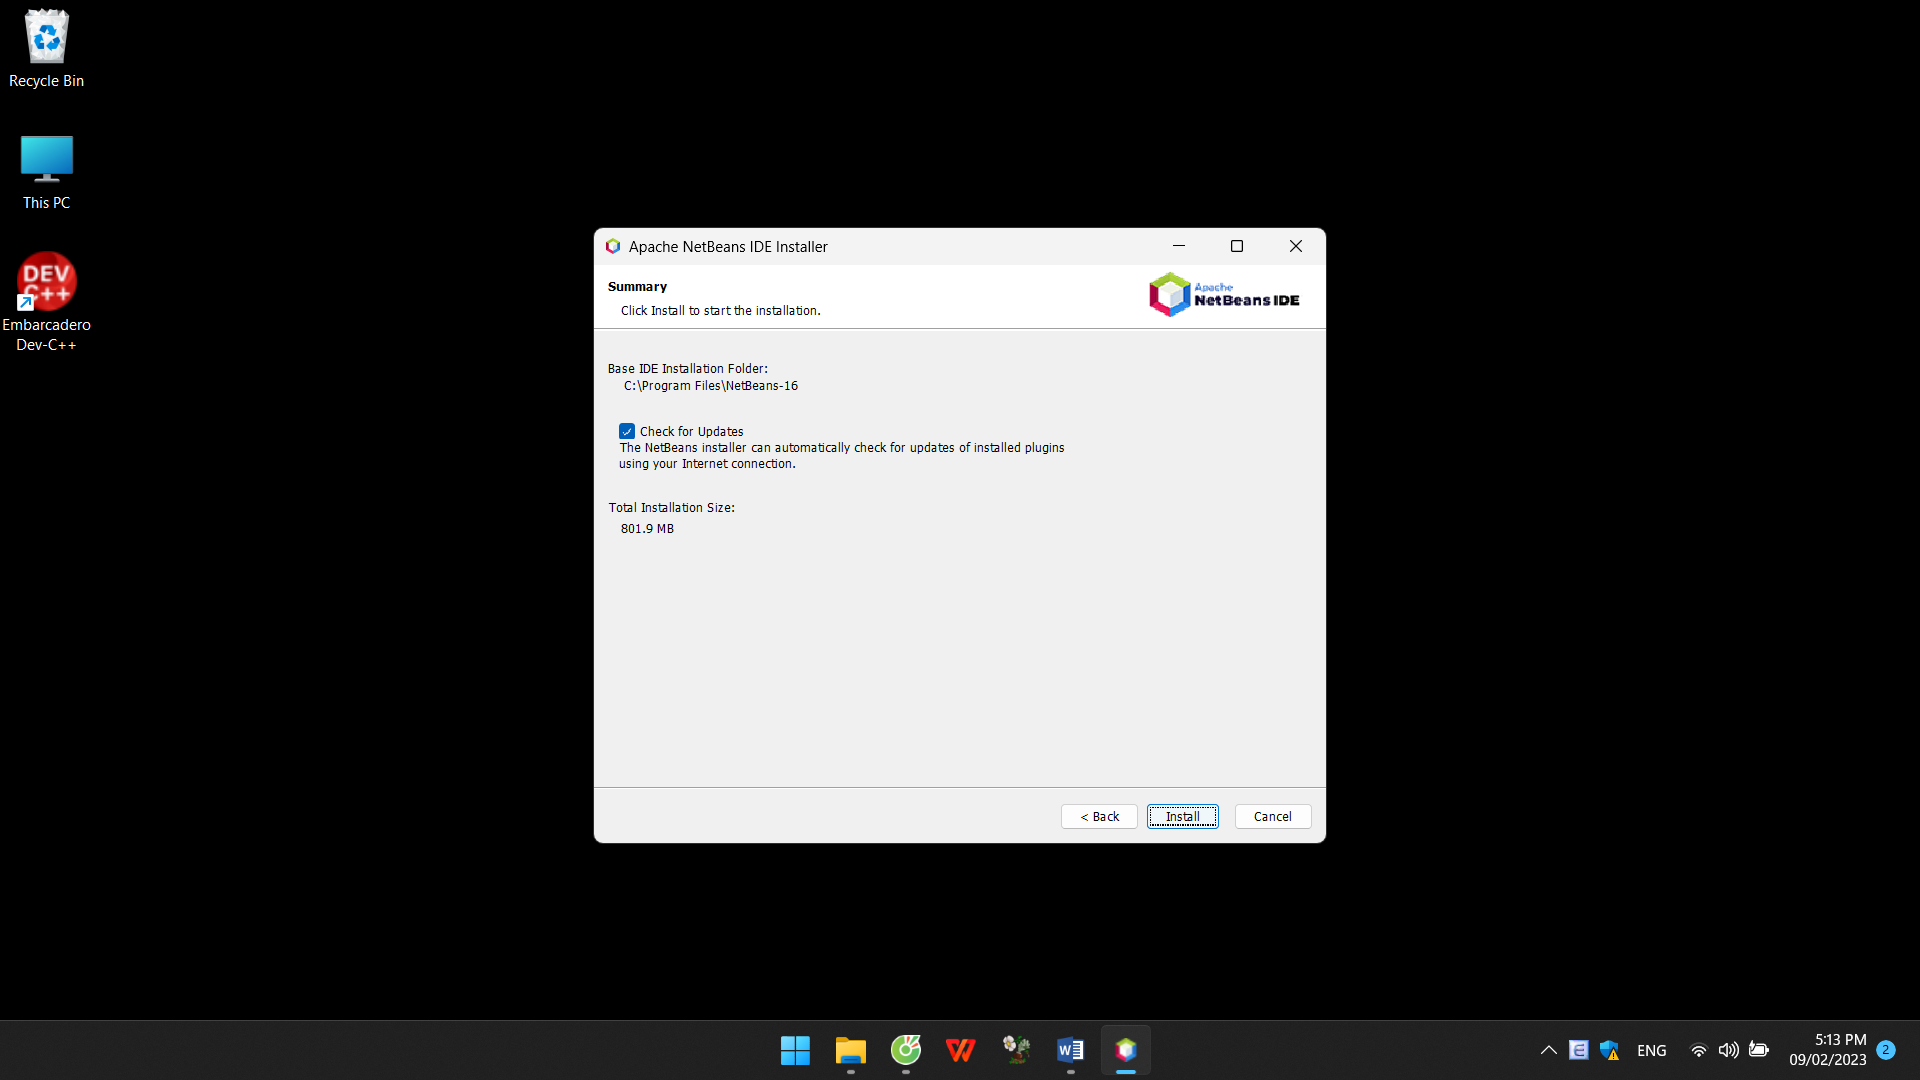 Recycle Bin
This PC
DEV
C++
Embarcadero
Dev-C++
Apache NetBeans IDE Installer
Summary
Click Install to start the installation.
Apache
NetBeans IDE
Base IDE Installation Folder:
C:\Program Files\NetBeans-16
Check for Updates
The NetBeans installer can automatically check for updates of installed plugins
using your Internet connection.
Total Installation Size:
801.9 MB
< Back
Install
Cancel
W
E
ENG
5:13 PM
09/02/2023
2